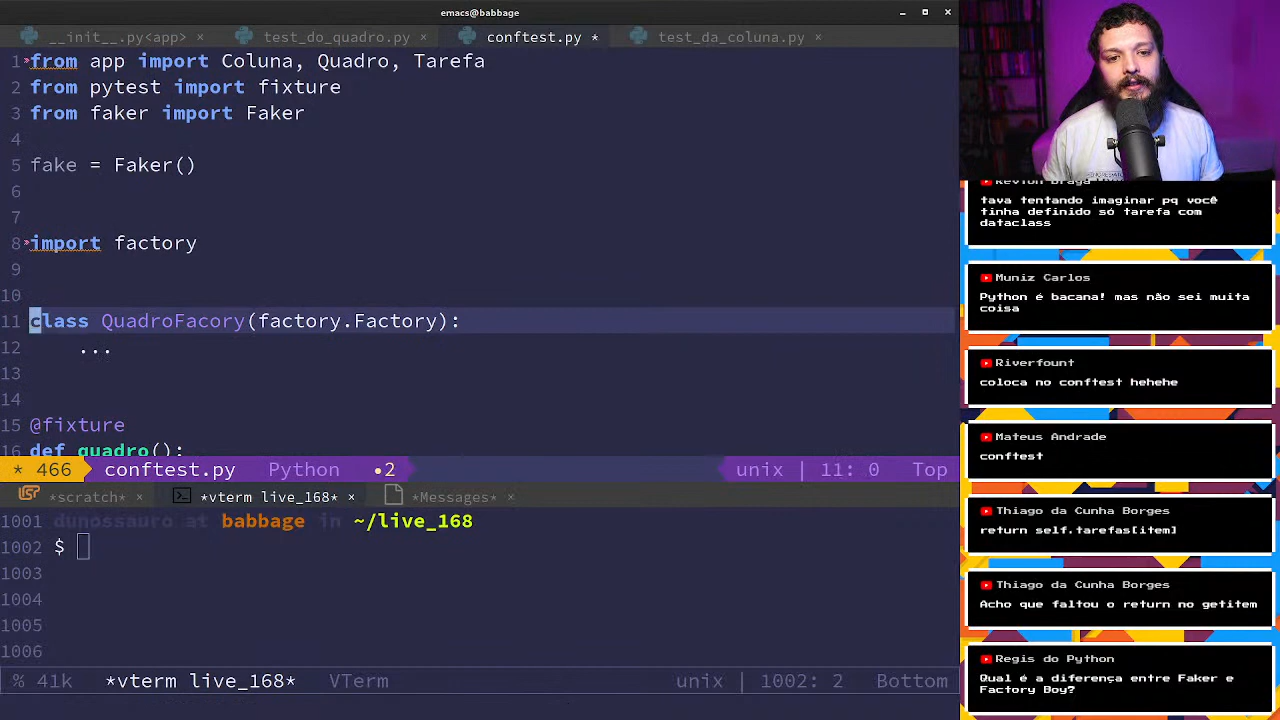 emacs@babbage
__init__.py<app> ×
test_do_quadro.py ×
conftest.py •
test_da_coluna.py ×
1 from app import Coluna, Quadro, Tarefa
2 from pytest import fixture
3 from faker import Faker
4
5 fake = Faker()
6
7
8 import factory
9
10
11 class QuadroFacory(factory.Factory):
12 ...
13
14
15 @fixture
16 def quadro():
* 466 conftest.py Python •2 unix | 11: 0 Top
*scratch* ×
*vterm live_168* ×
*Messages* ×
1001 dunossauro at babbage in ~/live_168
1002 $
1003
1004
1005
1006
% 41k *vterm live_168* VTerm unix | 1002: 2 Bottom
tava tentando imaginar pq você
tinha definido só tarefa com
dataclass
Muniz Carlos
Python é bacana! mas não sei muita
coisa
Riverfount
coloca no conftest hehehe
Mateus Andrade
conftest
Thiago da Cunha Borges
return self.tarefas[item]
Thiago da Cunha Borges
Acho que faltou o return no getitem
Regis do Python
Qual é a diferença entre Faker e
Factory Boy?